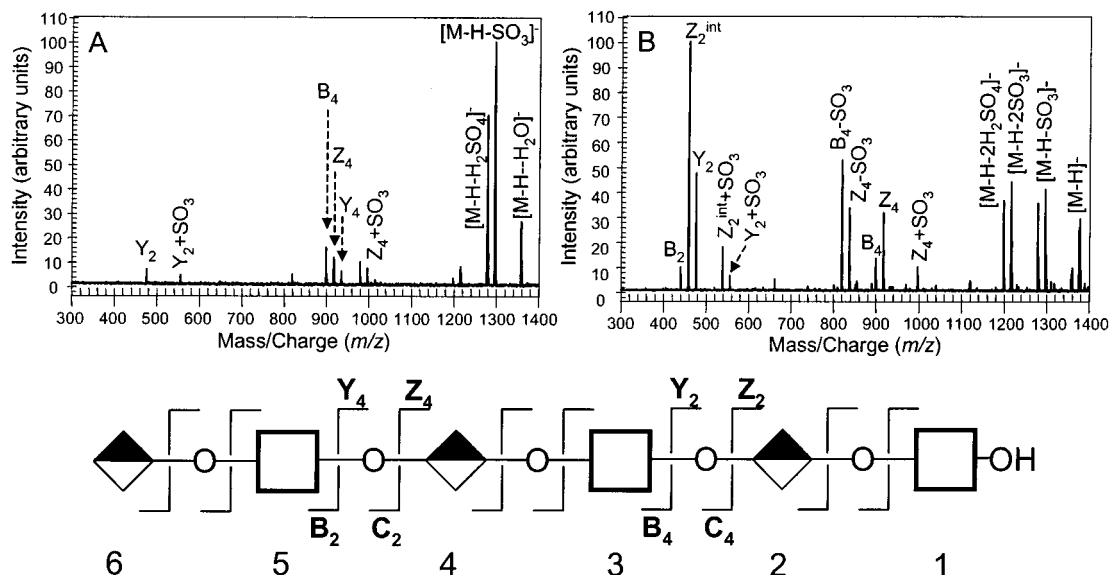 A
Intensity (arbitrary units)
110
100
90
80
70
60
50
40
30
20
10
0
Y₂
Y₂+SO₃
B₄
Z₄
Y₄
Z₄+SO₃
[M-H-H₂SO₄]⁻
[M-H-SO₃]⁻
[M-H--H₂O]⁻
300 500 600 700 800 900 1000 1100 1200 1300 1400
Mass/Charge (m/z)
B
Intensity (arbitrary units)
110
100
90
80
70
60
50
40
30
20
10
0
B₂
Z₂ⁱⁿᵗ
Y₂
Z₂ⁱⁿᵗ+SO₃
Y₂+SO₃
B₄-SO₃
Z₄-SO₃
B₄
Z₄
Z₄+SO₃
[M-H-2H₂SO₄]-
[M-H-2SO₃]-
[M-H-SO₃]-
[M-H]-
300 500 600 700 800 900 1000 1100 1200 1300 1400
Mass/Charge (m/z)
Y₄ Z₄ Y₂ Z₂
O O O O O OH
B₂ C₂ B₄ C₄
6 5 4 3 2 1